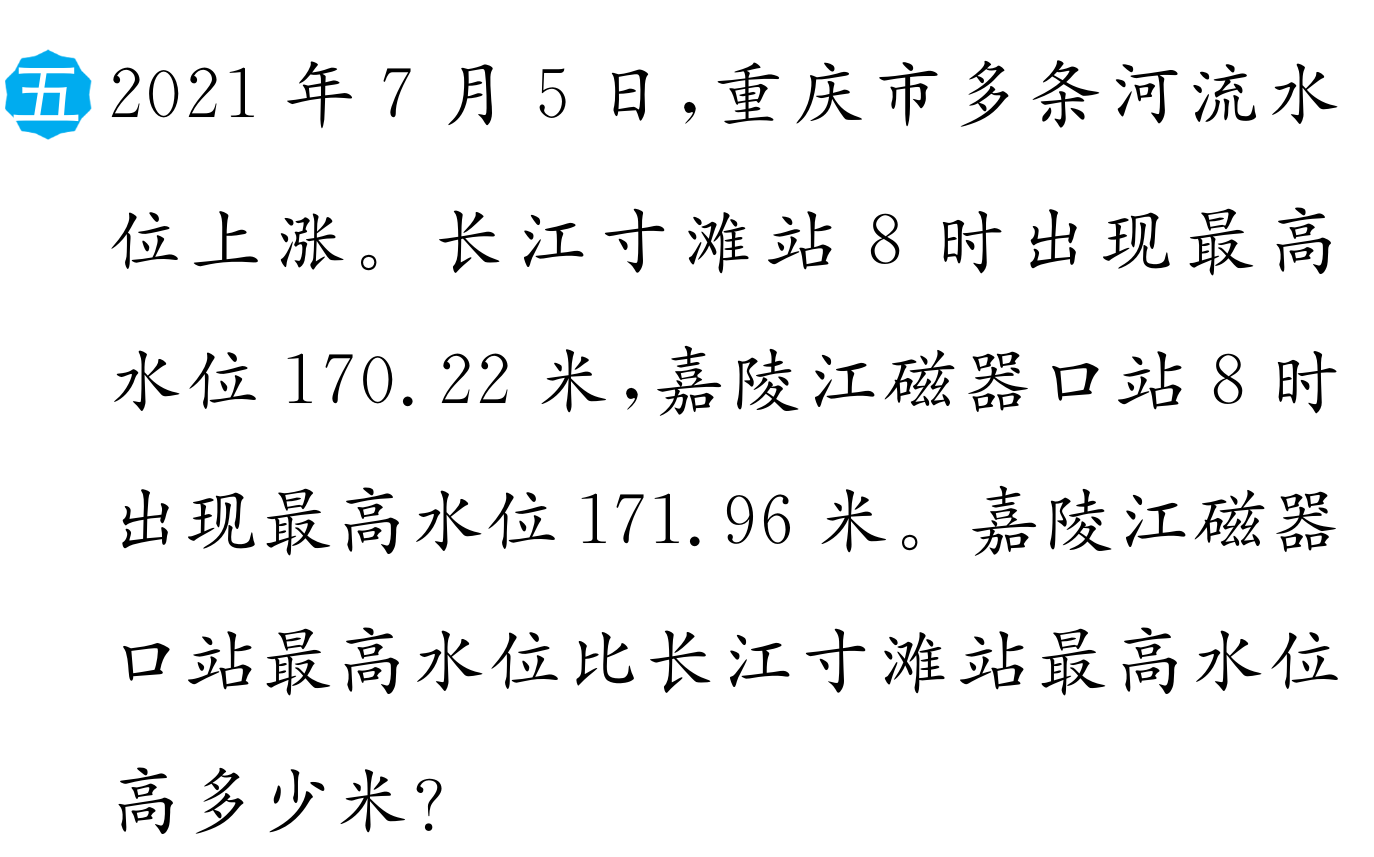 五 2021 年 7 月 5 日,重庆市多条河流水
位上涨。长江寸滩站 8 时出现最高
水位 170.22 米,嘉陵江磁器口站 8 时
出现最高水位 171.96 米。嘉陵江磁器
口站最高水位比长江寸滩站最高水位
高多少米?